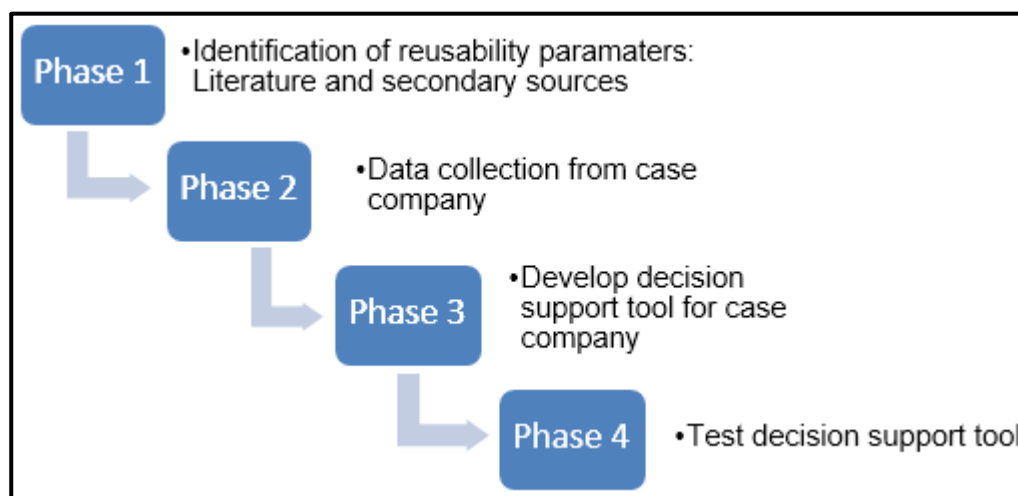 Phase 1
•Identification of reusability paramaters:
Literature and secondary sources
Phase 2
•Data collection from case
company
Phase 3
•Develop decision
support tool for case
company
Phase 4
•Test decision support tool